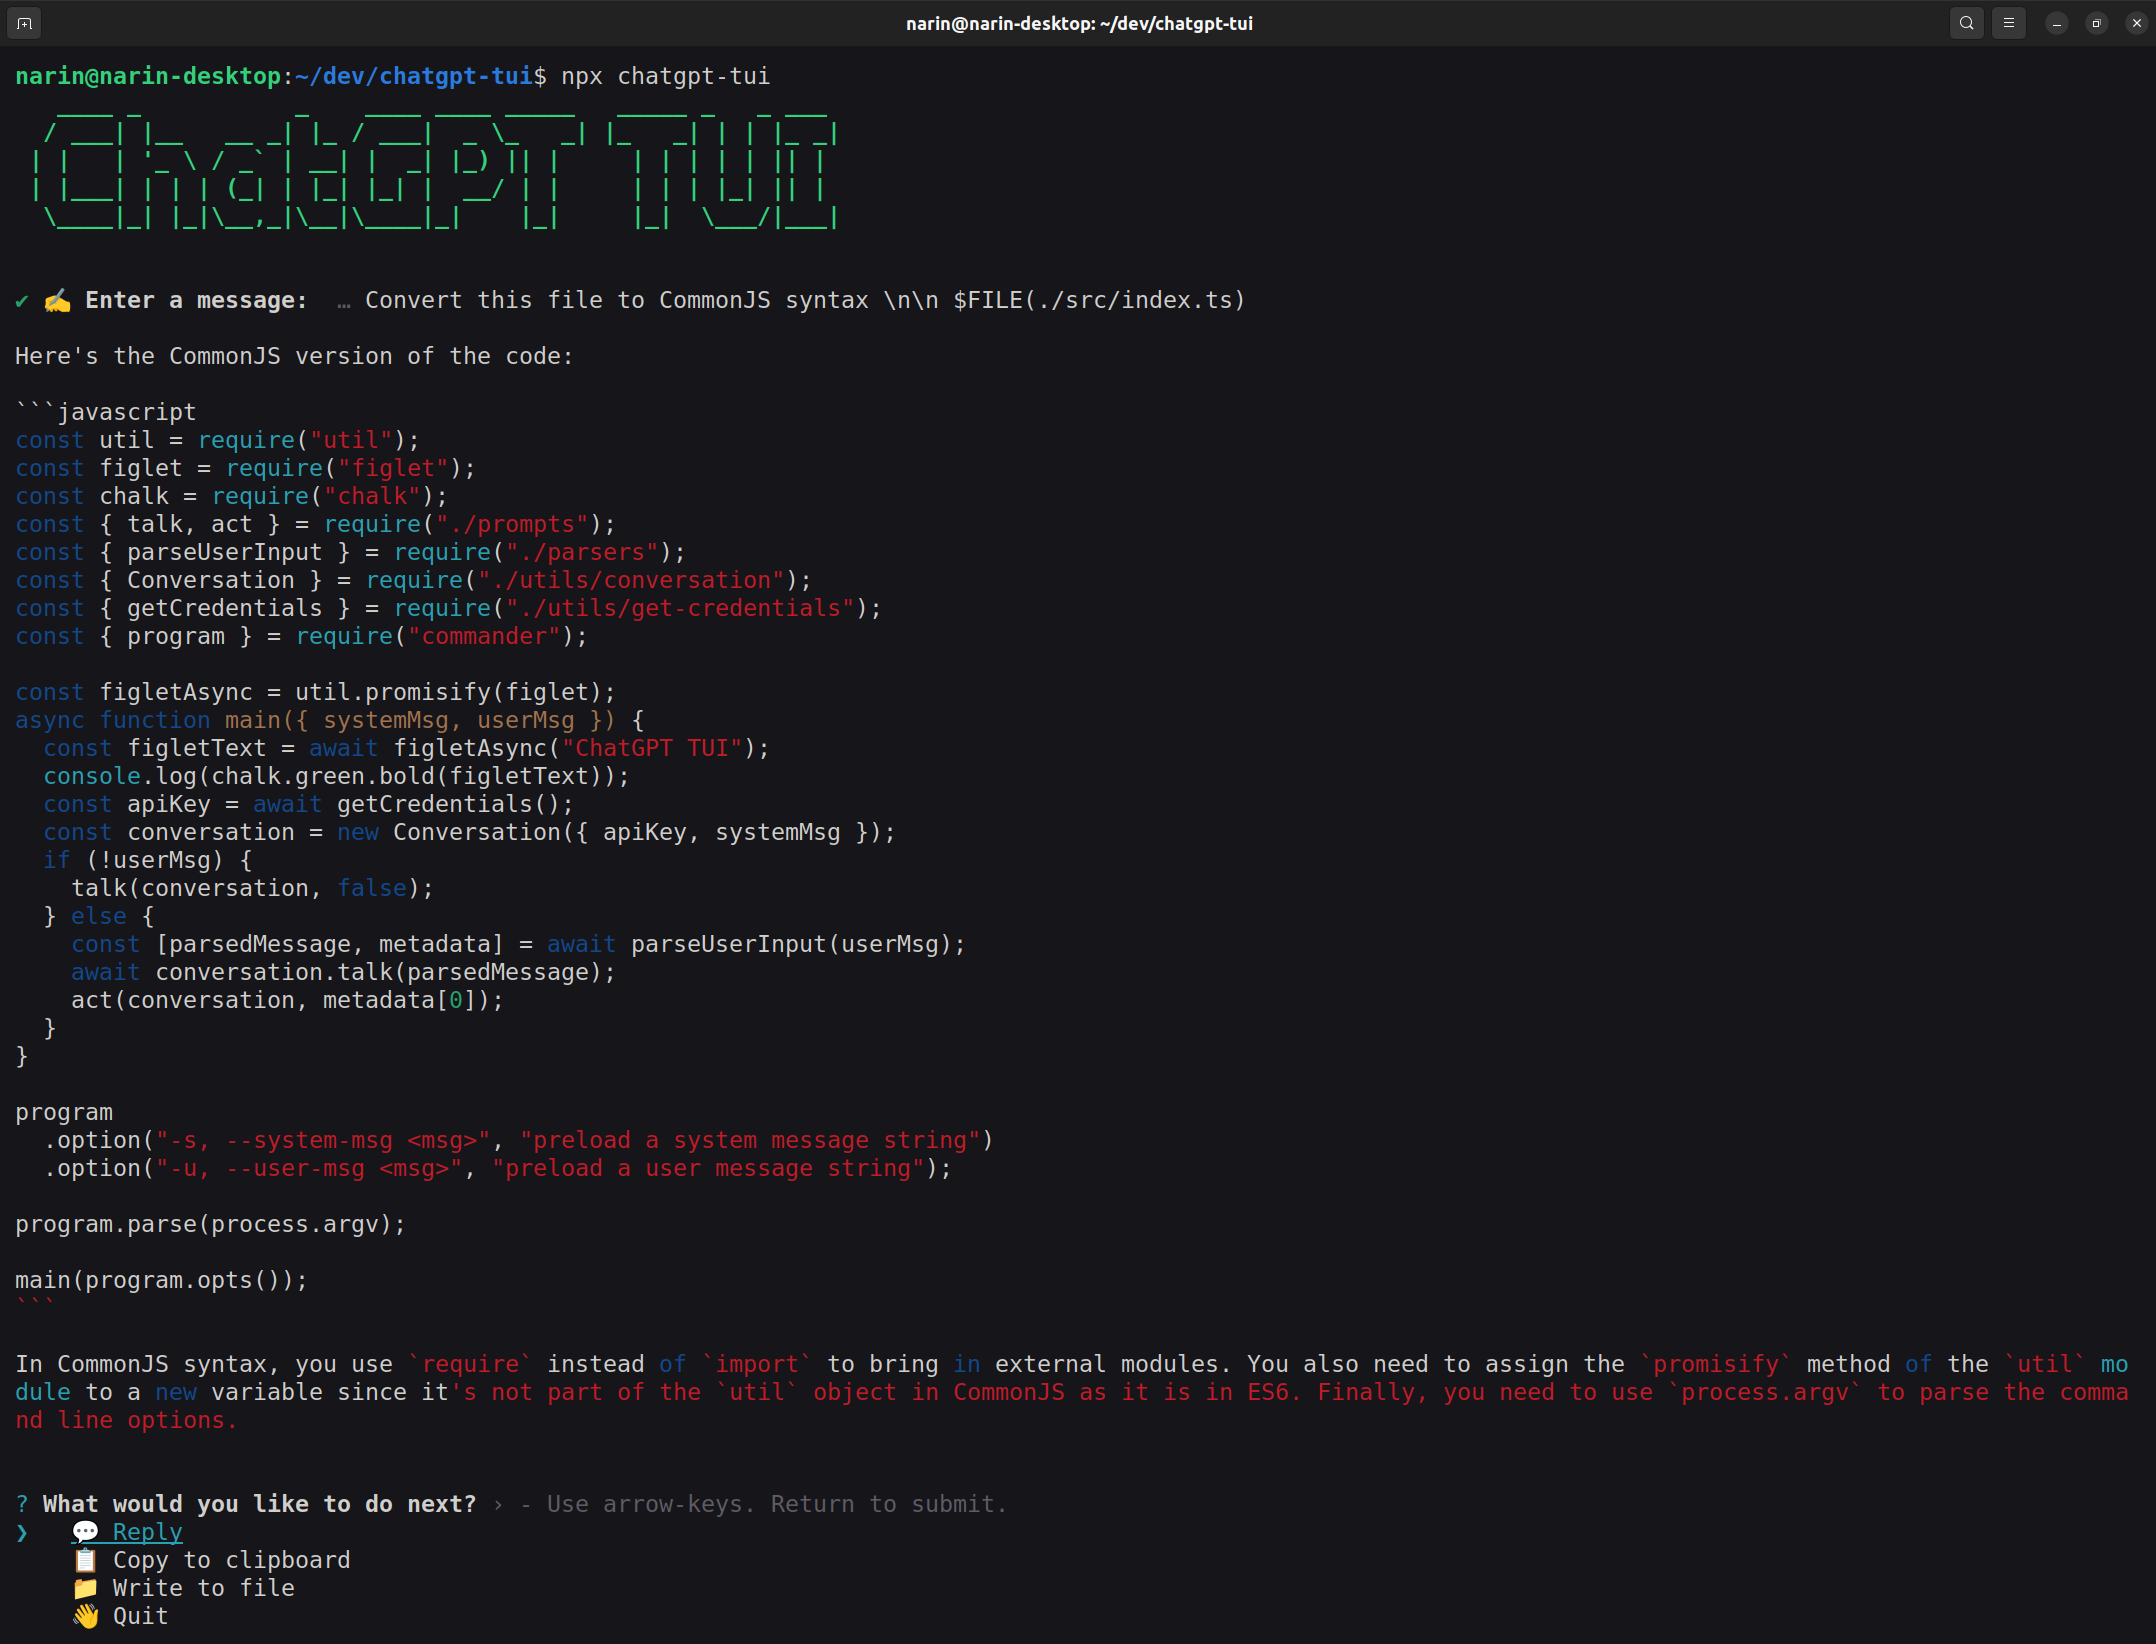 narin@narin-desktop: ~/dev/chatgpt-tui
narin@narin-desktop:~/dev/chatgpt-tui$ npx chatgpt-tui
ChatGPT TUI
✔ ✍️ Enter a message:  … Convert this file to CommonJS syntax \n\n $FILE(./src/index.ts)
Here's the CommonJS version of the code:
```javascript
const util = require("util");
const figlet = require("figlet");
const chalk = require("chalk");
const { talk, act } = require("./prompts");
const { parseUserInput } = require("./parsers");
const { Conversation } = require("./utils/conversation");
const { getCredentials } = require("./utils/get-credentials");
const { program } = require("commander");
const figletAsync = util.promisify(figlet);
async function main({ systemMsg, userMsg }) {
  const figletText = await figletAsync("ChatGPT TUI");
  console.log(chalk.green.bold(figletText));
  const apiKey = await getCredentials();
  const conversation = new Conversation({ apiKey, systemMsg });
  if (!userMsg) {
    talk(conversation, false);
  } else {
    const [parsedMessage, metadata] = await parseUserInput(userMsg);
    await conversation.talk(parsedMessage);
    act(conversation, metadata[0]);
  }
}
program
  .option("-s, --system-msg <msg>", "preload a system message string")
  .option("-u, --user-msg <msg>", "preload a user message string");
program.parse(process.argv);
main(program.opts());
```
In CommonJS syntax, you use `require` instead of `import` to bring in external modules. You also need to assign the `promisify` method of the `util` mo
dule to a new variable since it's not part of the `util` object in CommonJS as it is in ES6. Finally, you need to use `process.argv` to parse the comma
nd line options.
? What would you like to do next? › - Use arrow-keys. Return to submit.
❯   💬 Reply
    📋 Copy to clipboard
    📁 Write to file
    👋 Quit